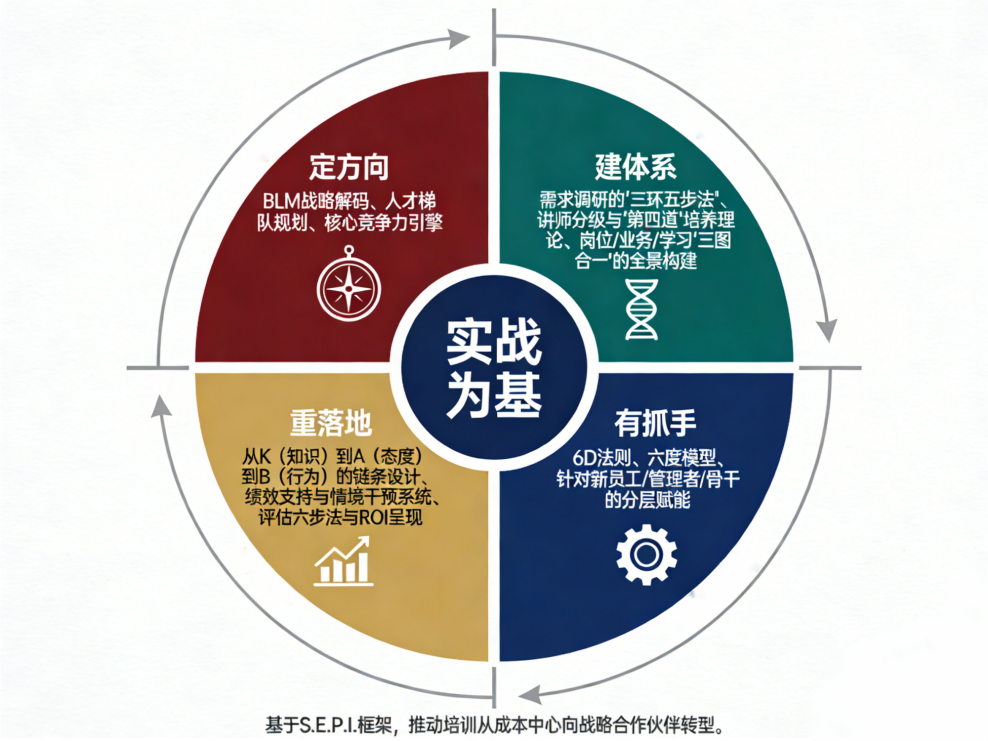 定方向
BLM战略解码、人才梯
队规划、核心竞争力引擎
建体系
需求调研的'三环五步法'、
讲师分级与'第四道'培养理
论、岗位/业务/学习'三图
合一'的全景构建
实战
为基
重落地
从K（知识）到A（态度）
到B（行为）的链条设计、
绩效支持与情境干预系统、
评估六步法与ROI呈现
有抓手
6D法则、六度模型、
针对新员工/管理者/骨干
的分层赋能
基于S.E.P.I.框架，推动培训从成本中心向战略合作伙伴转型。